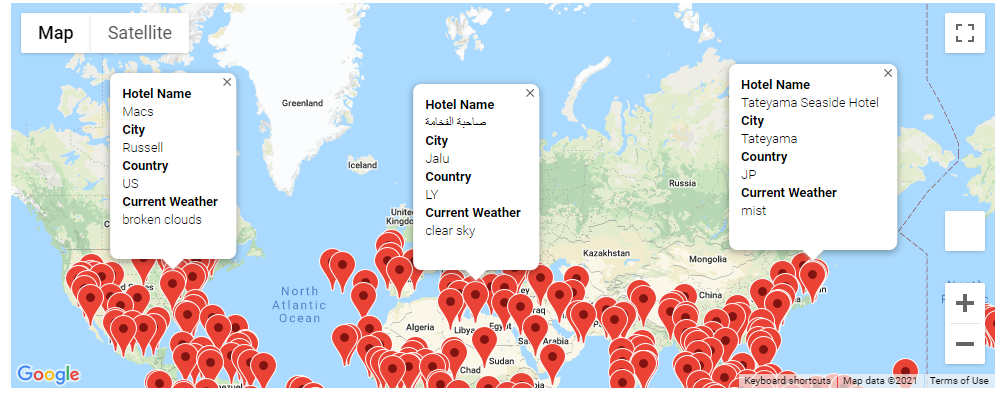 Map
Satellite
Hotel Name
Macs
City
Russell
Country
US
Current Weather
broken clouds
Hotel Name
صاحبة الفخامة
City
Jalu
Country
LY
Current Weather
clear sky
Hotel Name
Tateyama Seaside Hotel
City
Tateyama
Country
JP
Current Weather
mist
Greenland
Iceland
Russia
Kazakhstan
Mongolia
China
North
Atlantic
Ocean
Algeria
Libya
Egypt
Iraq
Saudi Arabia
Chad
Sudan
Google
Keyboard shortcuts
Map data ©2021
Terms of Use